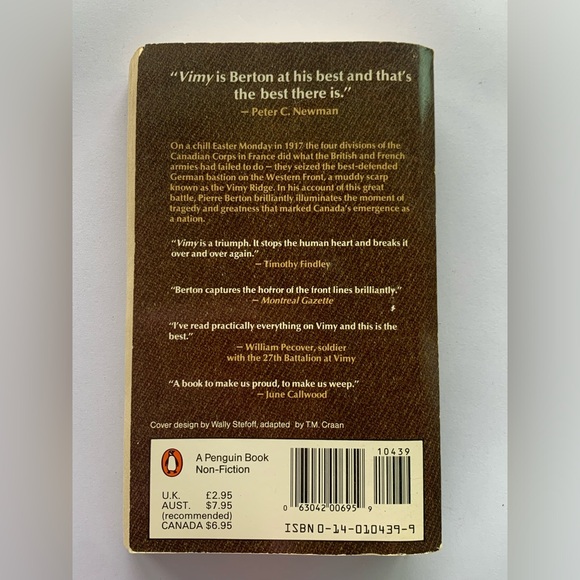 “Vimy is Berton at his best and that's
the best there is.”
— Peter C. Newman
On a chill Easter Monday in 1917 the four divisions of the
Canadian Corps in France did what the British and French
armies had failed to do — they seized the best-defended
German bastion on the Western Front, a muddy scarp
known as the Vimy Ridge. In his account of this great
battle, Pierre Berton brilliantly illuminates the moment of
tragedy and greatness that marked Canada's emergence as
a nation.
“Vimy is a triumph. It stops the human heart and breaks it
over and over again.”
— Timothy Findley
“Berton captures the horror of the front lines brilliantly.”
— Montreal Gazette
“I've read practically everything on Vimy and this is the
best.”
— William Pecover, soldier
with the 27th Battalion at Vimy
“A book to make us proud, to make us weep.”
— June Callwood
Cover design by Wally Stefoff, adapted by T.M. Craan
A Penguin Book
Non-Fiction
U.K. £2.95
AUST. $7.95
(recommended)
CANADA $6.95
10439
0 63042 00695 9
ISBN 0-14-010439-9